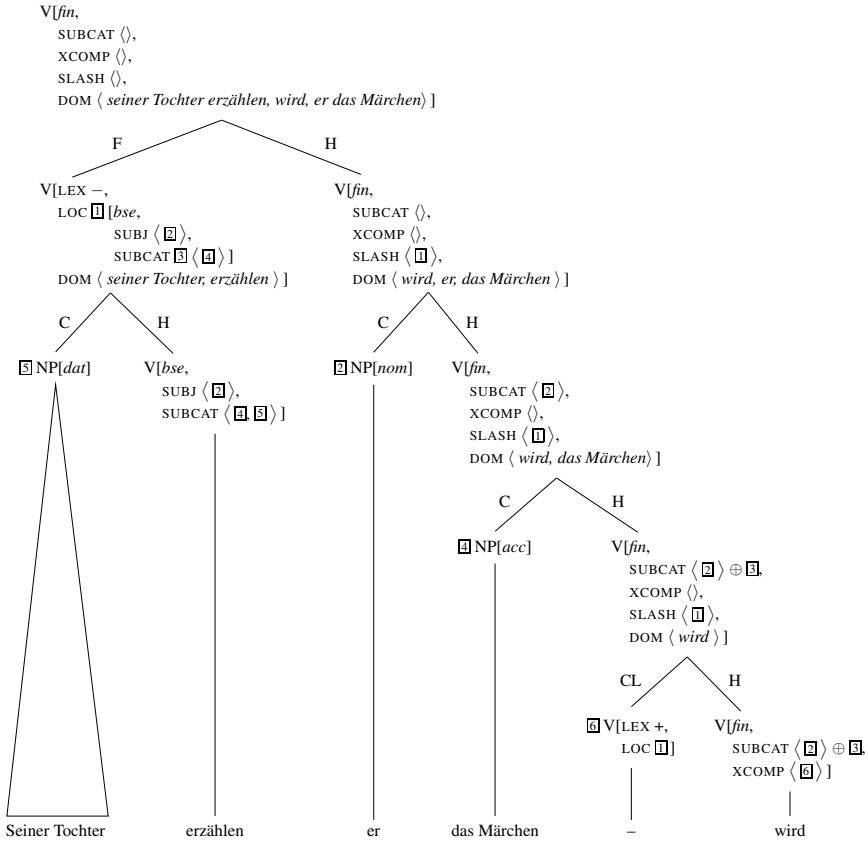 V[fin,
SUBCAT ⟨⟩,
XCOMP ⟨⟩,
SLASH ⟨⟩,
DOM ⟨ seiner Tochter erzählen, wird, er das Märchen⟩ ]
F H
V[LEX −,
LOC 1 [bse,
SUBJ ⟨ 2 ⟩,
SUBCAT 3 ⟨ 4 ⟩ ]
DOM ⟨ seiner Tochter, erzählen ⟩ ]
V[fin,
SUBCAT ⟨⟩,
XCOMP ⟨⟩,
SLASH ⟨ 1 ⟩,
DOM ⟨ wird, er, das Märchen ⟩ ]
C H C H
5 NP[dat]
V[bse,
SUBJ ⟨ 2 ⟩,
SUBCAT ⟨ 4, 5 ⟩ ]
2 NP[nom]
V[fin,
SUBCAT ⟨ 2 ⟩,
XCOMP ⟨⟩,
SLASH ⟨ 1 ⟩,
DOM ⟨ wird, das Märchen⟩ ]
C H
4 NP[acc]
V[fin,
SUBCAT ⟨ 2 ⟩ ⊕ 3,
XCOMP ⟨⟩,
SLASH ⟨ 1 ⟩,
DOM ⟨ wird ⟩ ]
CL H
6 V[LEX +,
LOC 1 ]
V[fin,
SUBCAT ⟨ 2 ⟩ ⊕ 3,
XCOMP ⟨ 6 ⟩ ]
Seiner Tochter erzählen er das Märchen – wird